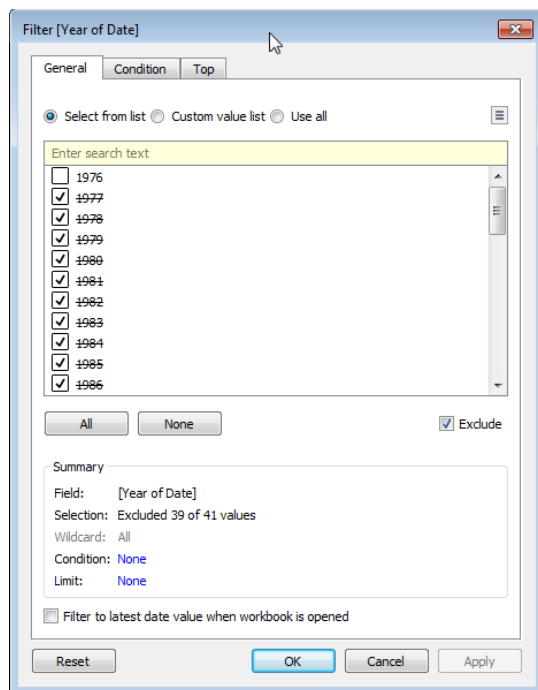 Filter [Year of Date]
General Condition Top
Select from list Custom value list Use all
Enter search text
1976
1977
1978
1979
1980
1981
1982
1983
1984
1985
1986
All None Exclude
Summary
Field: [Year of Date]
Selection: Excluded 39 of 41 values
Wildcard: All
Condition: None
Limit: None
Filter to latest date value when workbook is opened
Reset OK Cancel Apply